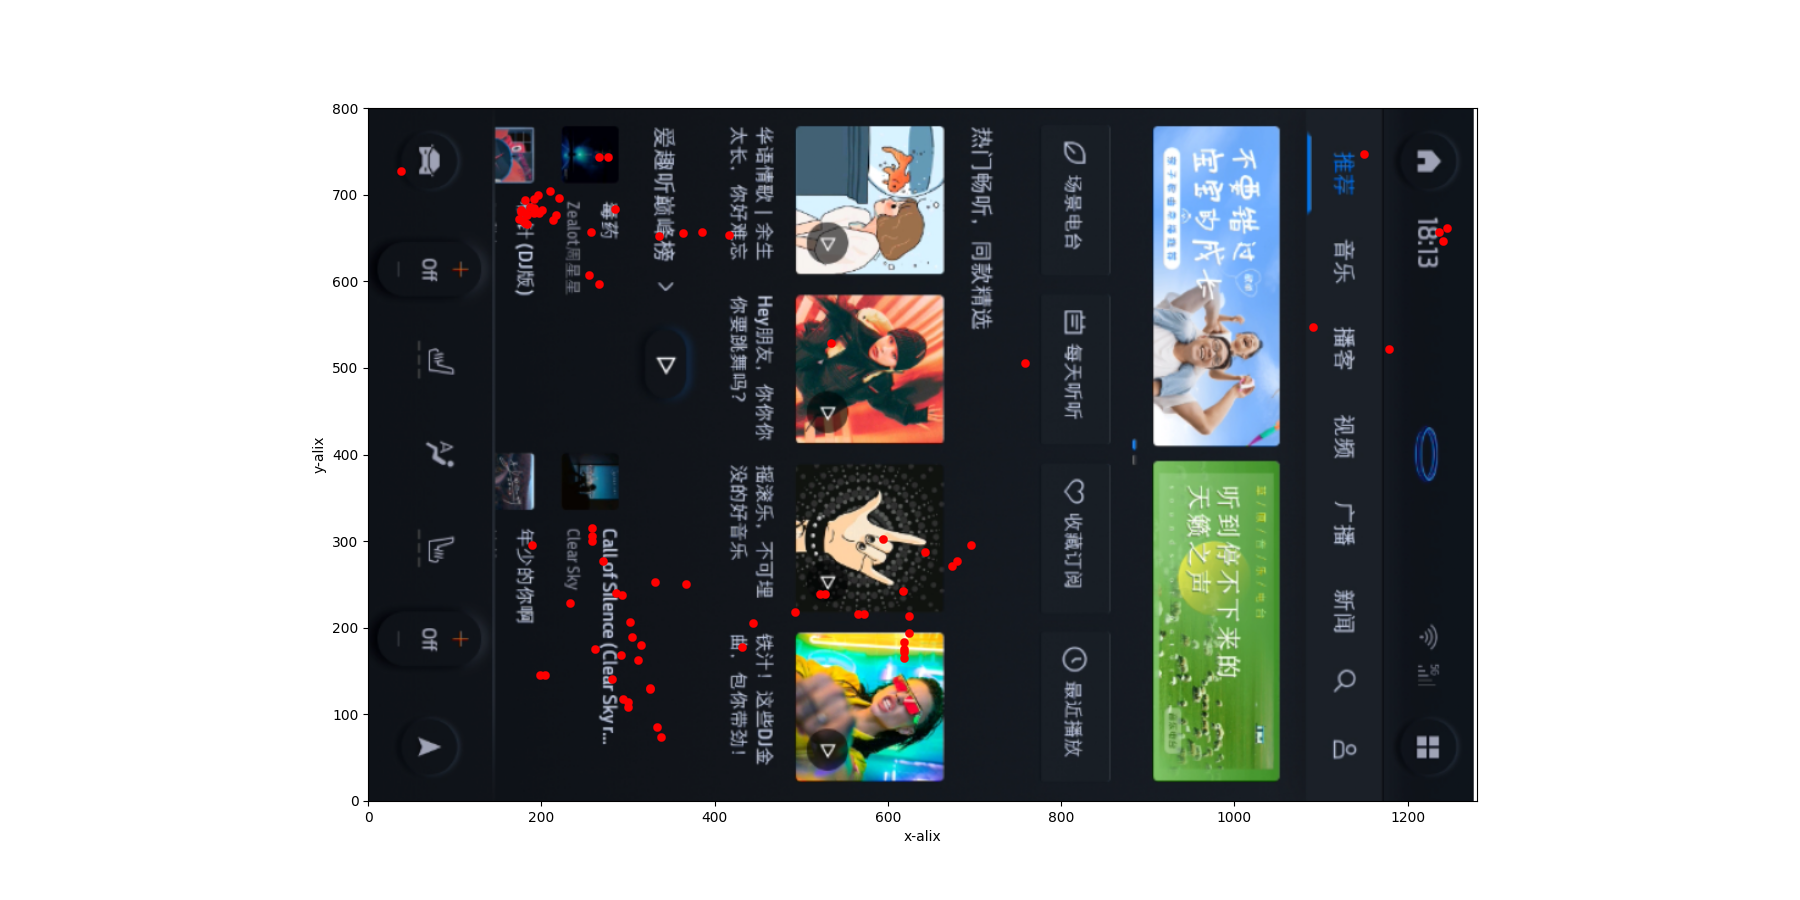 18:13
5G
推荐 音乐 播客 视频 广播 新闻
不要错过
宝宝的成长
听到停不下来的
天籁之声
场景电台 每天听听 收藏订阅 最近播放
热门畅听，同款精选
华语情歌 | 余生
太长，你好难忘
Hey朋友，你你你
你要跳舞吗？
摇滚乐，不可埋
没的好音乐
铁汁！这些DJ金
曲，包你带劲！
爱趣听巅峰榜
毒药
Zealot周星星
Call of Silence (Clear Sky r...
Clear Sky
针 (DJ版)
年少的你啊
Off
A
Off
800
700
600
500
400
300
200
100
0
0 200 400 600 800 1000 1200
x-alix
y-alix